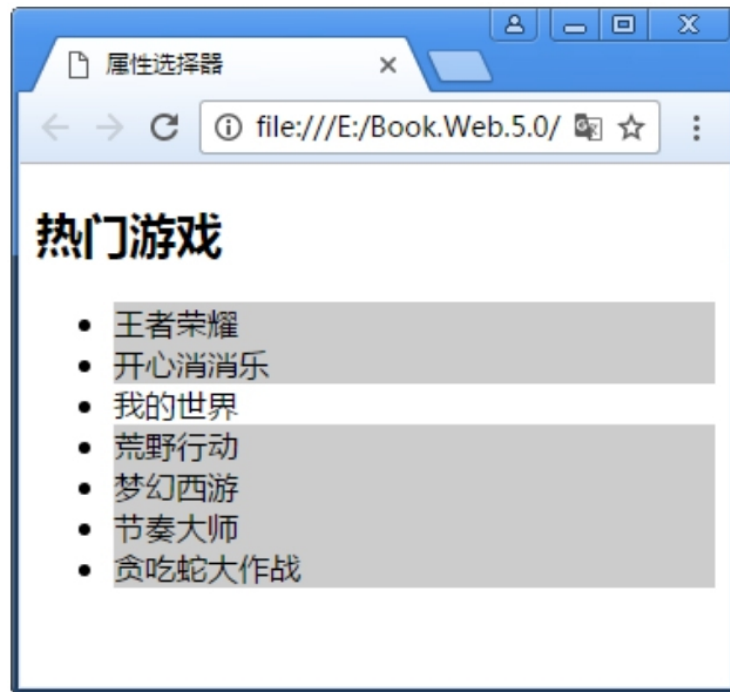 属性选择器
file:///E:/Book.Web.5.0/
热门游戏
王者荣耀
开心消消乐
我的世界
荒野行动
梦幻西游
节奏大师
贪吃蛇大作战